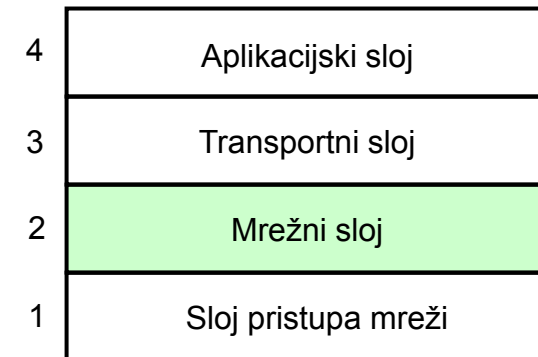 4 Aplikacijski sloj
3 Transportni sloj
2 Mrežni sloj
1 Sloj pristupa mreži